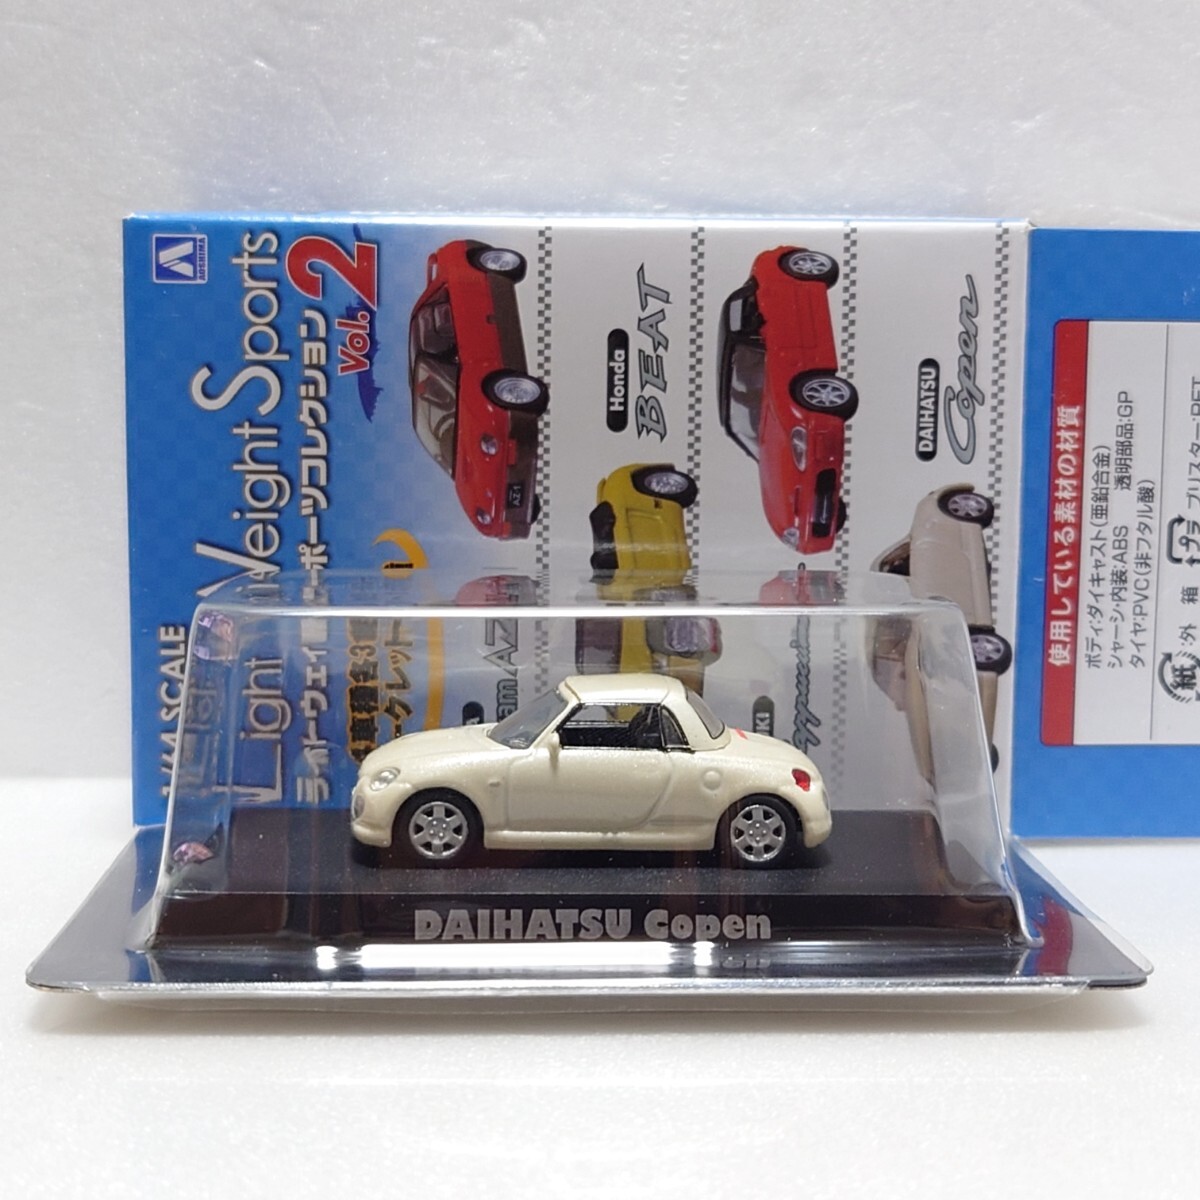 AOSHIMA
Weight Sports
Light
ライトウェイトスポーツコレクション
Vol.2
SCALE
AZ-1
Honda
BEAT
DAIHATSU
Copen
DAIHATSU Copen
使用している素材の材質
ボディ:ダイキャスト(亜鉛合金)
シャーシ・内装:ABS 透明部品:GP
タイヤ:PVC(非フタル酸)
紙 :外 箱
プラ :ブリスター:PET